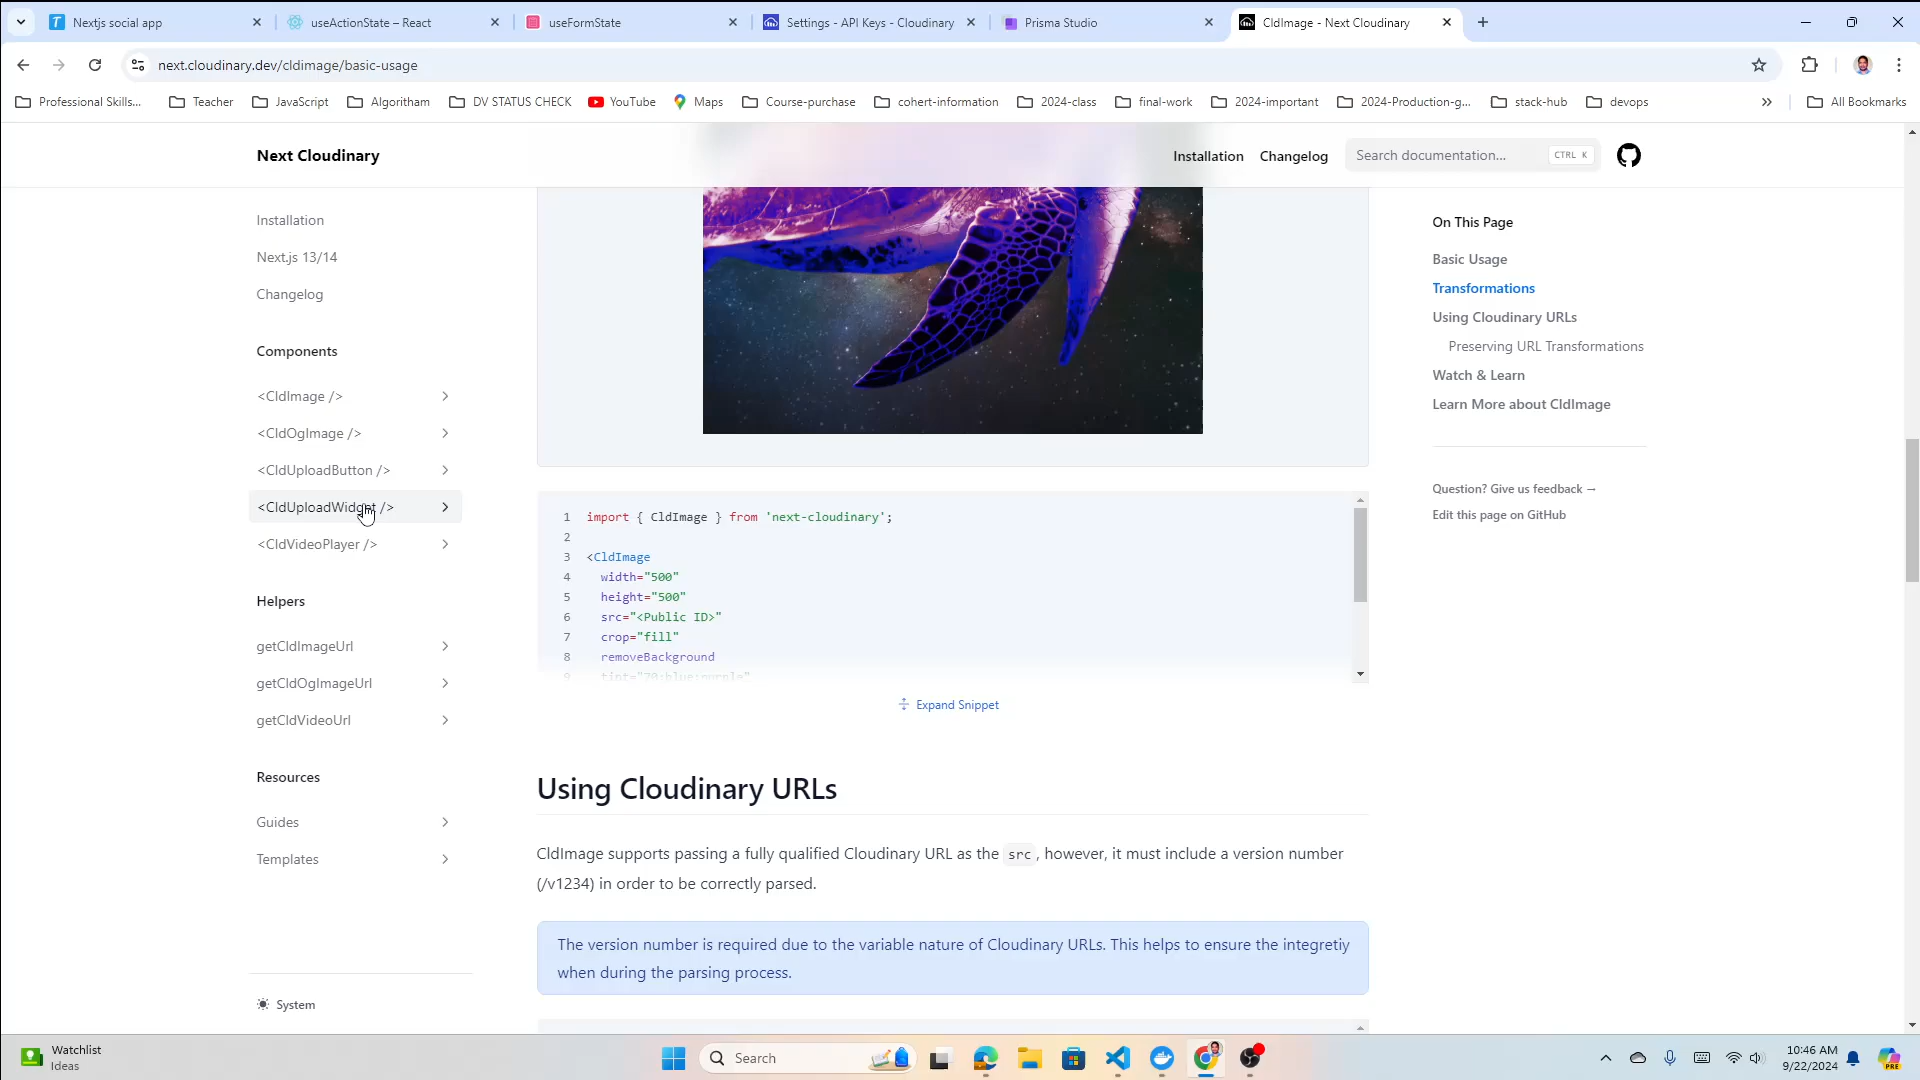 Nextjs social app
useActionState – React
useFormState
Settings - API Keys - Cloudinary
Prisma Studio
CldImage - Next Cloudinary
next.cloudinary.dev/cldimage/basic-usage
Professional Skills...
Teacher
JavaScript
Algoritham
DV STATUS CHECK
YouTube
Maps
Course-purchase
cohert-information
2024-class
final-work
2024-important
2024-Production-g...
stack-hub
devops
All Bookmarks
Next Cloudinary
Installation
Changelog
Search documentation...
CTRL K
Installation
Next.js 13/14
Changelog
Components
<CldImage />
<CldOgImage />
<CldUploadButton />
<CldUploadWidget />
<CldVideoPlayer />
Helpers
getCldImageUrl
getCldOgImageUrl
getCldVideoUrl
Resources
Guides
Templates
System
1 import { CldImage } from 'next-cloudinary';
2
3 <CldImage
4 width="500"
5 height="500"
6 src="<Public ID>"
7 crop="fill"
8 removeBackground
9 tint="70:blue:purple"
Expand Snippet
Using Cloudinary URLs
CldImage supports passing a fully qualified Cloudinary URL as the src, however, it must include a version number
(/v1234) in order to be correctly parsed.
The version number is required due to the variable nature of Cloudinary URLs. This helps to ensure the integretiy
when during the parsing process.
On This Page
Basic Usage
Transformations
Using Cloudinary URLs
Preserving URL Transformations
Watch & Learn
Learn More about CldImage
Question? Give us feedback →
Edit this page on GitHub
Watchlist
Ideas
Search
10:46 AM
9/22/2024
PRE